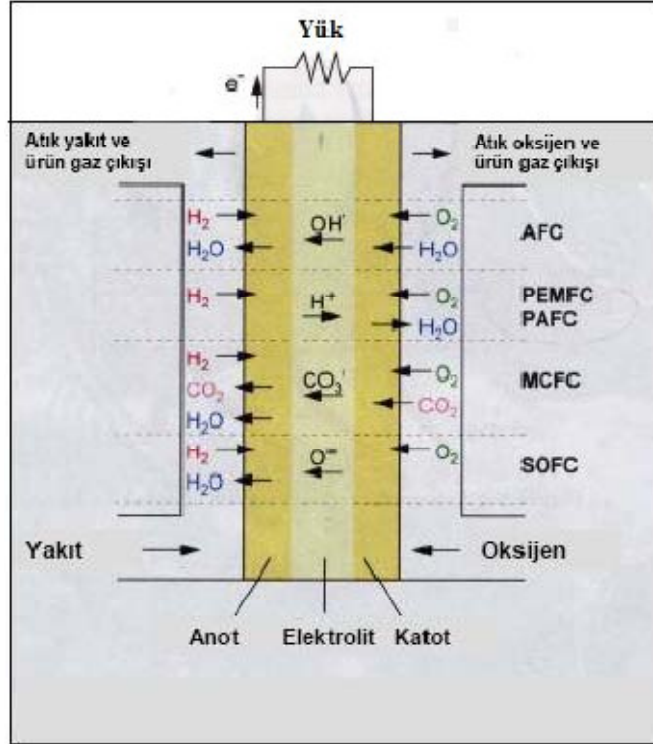 Yük
e⁻
Atık yakıt ve
ürün gaz çıkışı
Atık oksijen ve
ürün gaz çıkışı
H₂
H₂O
OH'
O₂
H₂O
AFC
H₂
H⁺
O₂
H₂O
PEMFC
PAFC
H₂
CO₂
H₂O
CO₃'
O₂
CO₂
MCFC
H₂
H₂O
O⁼
O₂
SOFC
Yakıt
Oksijen
Anot
Elektrolit
Katot